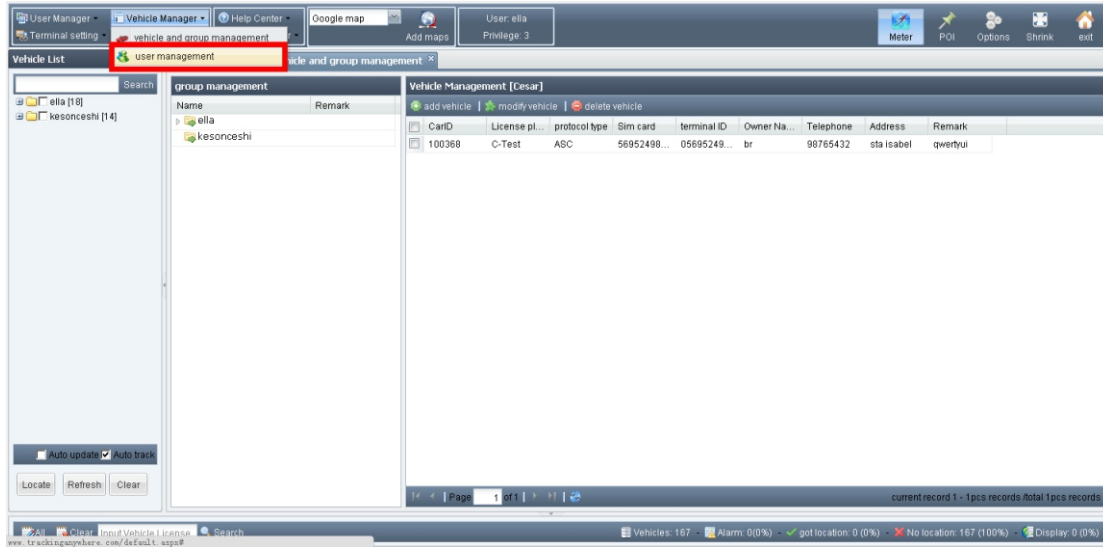 User Manager Vehicle Manager Help Center Google map User: ella Meter POI Options Shrink exit
Terminal setting vehicle and group management Add maps Privilege: 3
user management
Vehicle List and group management
Search
ella [18]
kesonceshi [14]
group management
Name Remark
ella
kesonceshi
Vehicle Management [Cesar]
add vehicle | modify vehicle | delete vehicle
CarID License pl... protocol type Sim card terminal ID Owner Na... Telephone Address Remark
100368 C-Test ASC 56952498... 05695249... br 98765432 sta isabel qwertyui
Auto update Auto track
Locate Refresh Clear
Page 1 of 1 current record 1 - 1pcs records /total 1pcs records
All Clear Input Vehicle License Search Vehicles: 167 - Alarm: 0(0%) - got location: 0 (0%) - No location: 167 (100%) - Display: 0 (0%)
www.trackinganywhere.com/default.aspx#